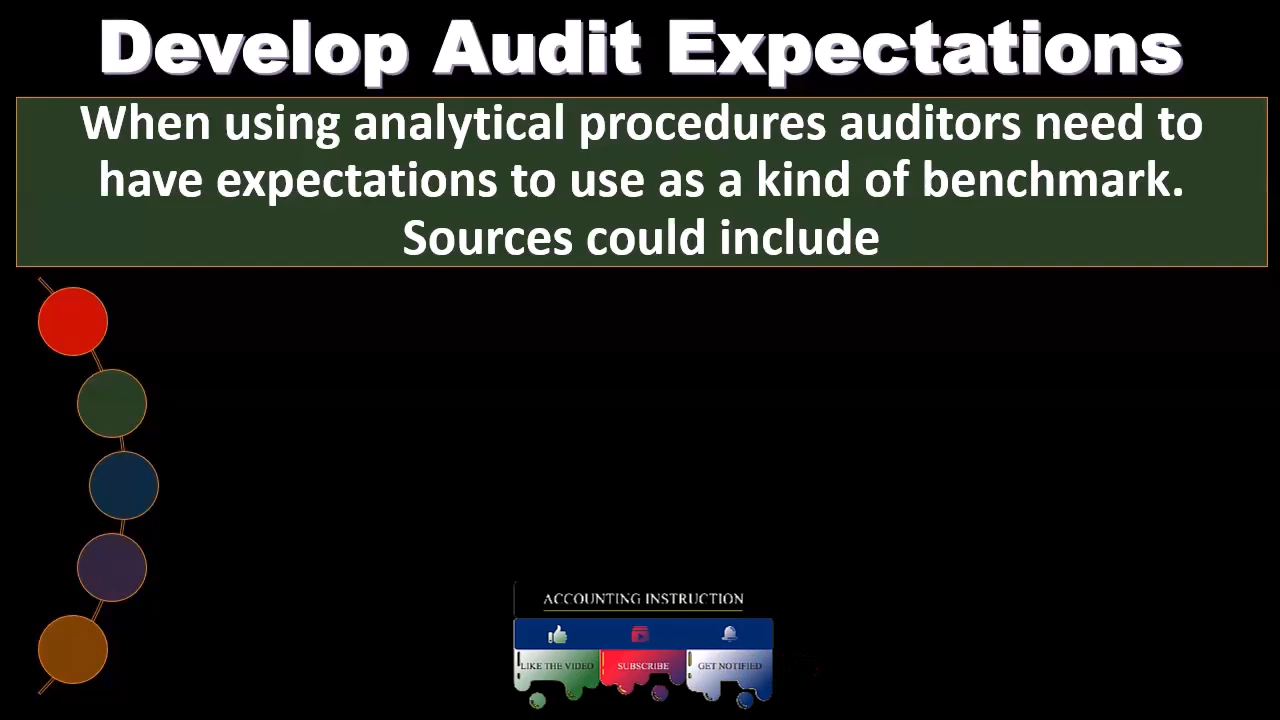 Develop Audit Expectations
When using analytical procedures auditors need to
have expectations to use as a kind of benchmark.
Sources could include
ACCOUNTING INSTRUCTION
LIKE THE VIDEO SUBSCRIBE GET NOTIFIED